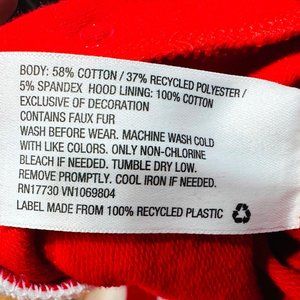 BODY: 58% COTTON / 37% RECYCLED POLYESTER /
5% SPANDEX HOOD LINING: 100% COTTON
EXCLUSIVE OF DECORATION
CONTAINS FAUX FUR
WASH BEFORE WEAR. MACHINE WASH COLD
WITH LIKE COLORS. ONLY NON-CHLORINE
BLEACH IF NEEDED. TUMBLE DRY LOW.
REMOVE PROMPTLY. COOL IRON IF NEEDED.
RN17730 VN1069804
LABEL MADE FROM 100% RECYCLED PLASTIC